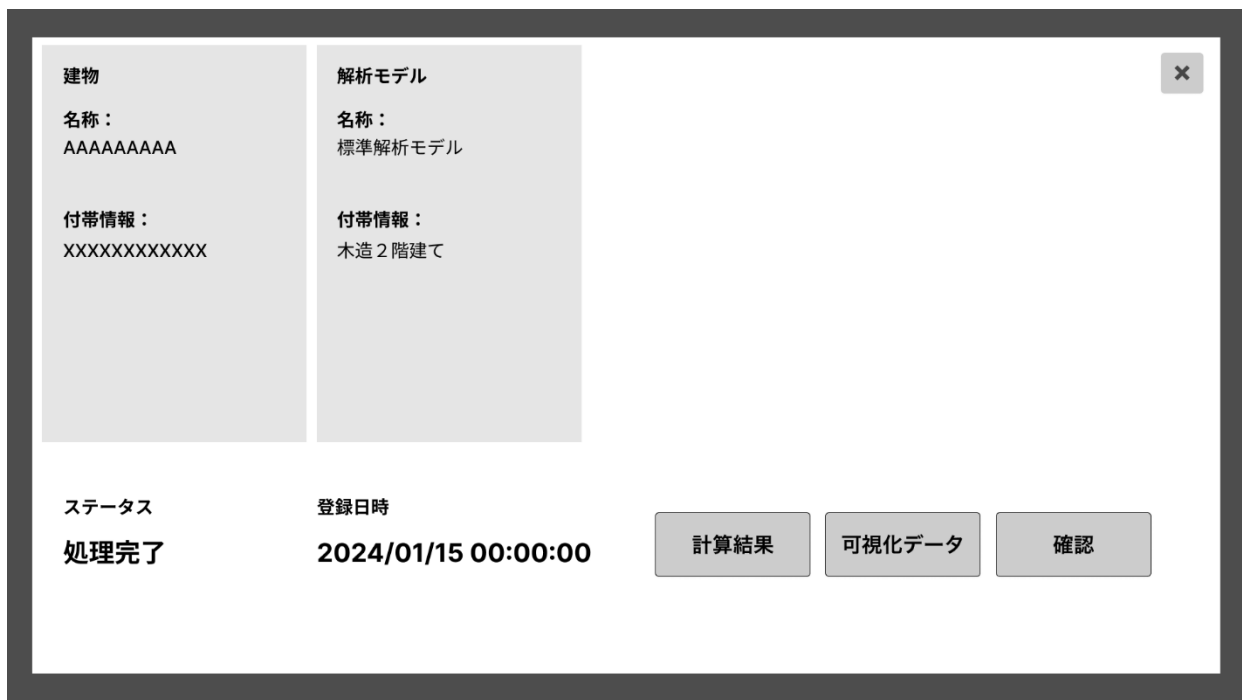 建物
名称：
AAAAAAAAA
付帯情報：
XXXXXXXXXXXX
解析モデル
名称：
標準解析モデル
付帯情報：
木造２階建て
×
ステータス
処理完了
登録日時
2024/01/15 00:00:00
計算結果
可視化データ
確認